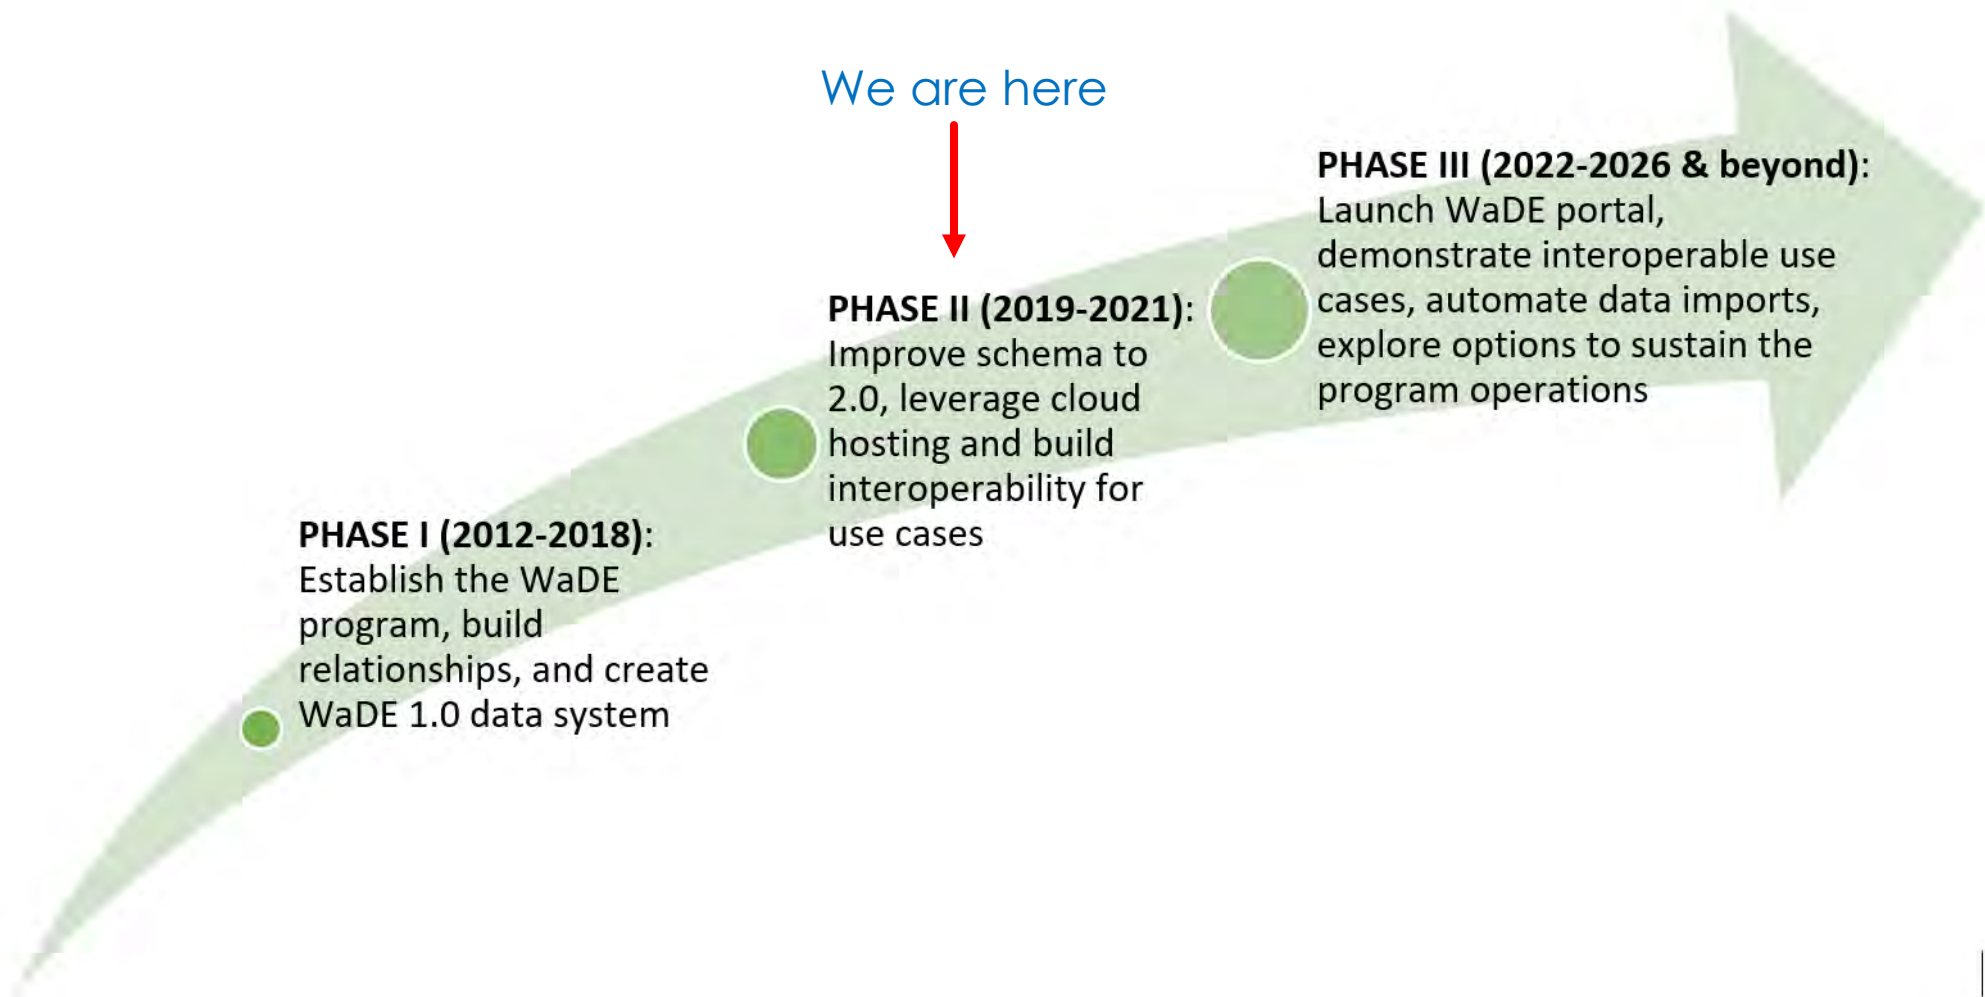 We are here
PHASE I (2012-2018):
Establish the WaDE
program, build
relationships, and create
WaDE 1.0 data system
PHASE II (2019-2021):
Improve schema to
2.0, leverage cloud
hosting and build
interoperability for
use cases
PHASE III (2022-2026 & beyond):
Launch WaDE portal,
demonstrate interoperable use
cases, automate data imports,
explore options to sustain the
program operations